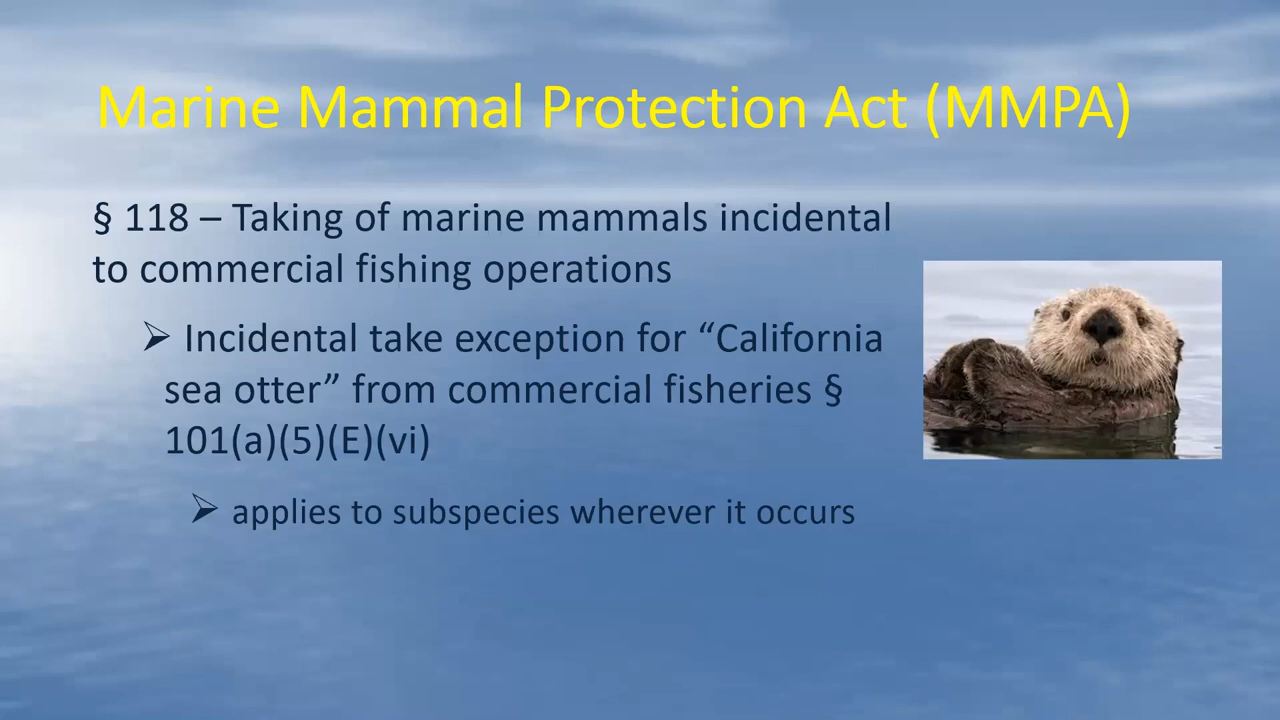 Marine Mammal Protection Act (MMPA)
§ 118 – Taking of marine mammals incidental
to commercial fishing operations
➢ Incidental take exception for “California
sea otter” from commercial fisheries §
101(a)(5)(E)(vi)
➢ applies to subspecies wherever it occurs